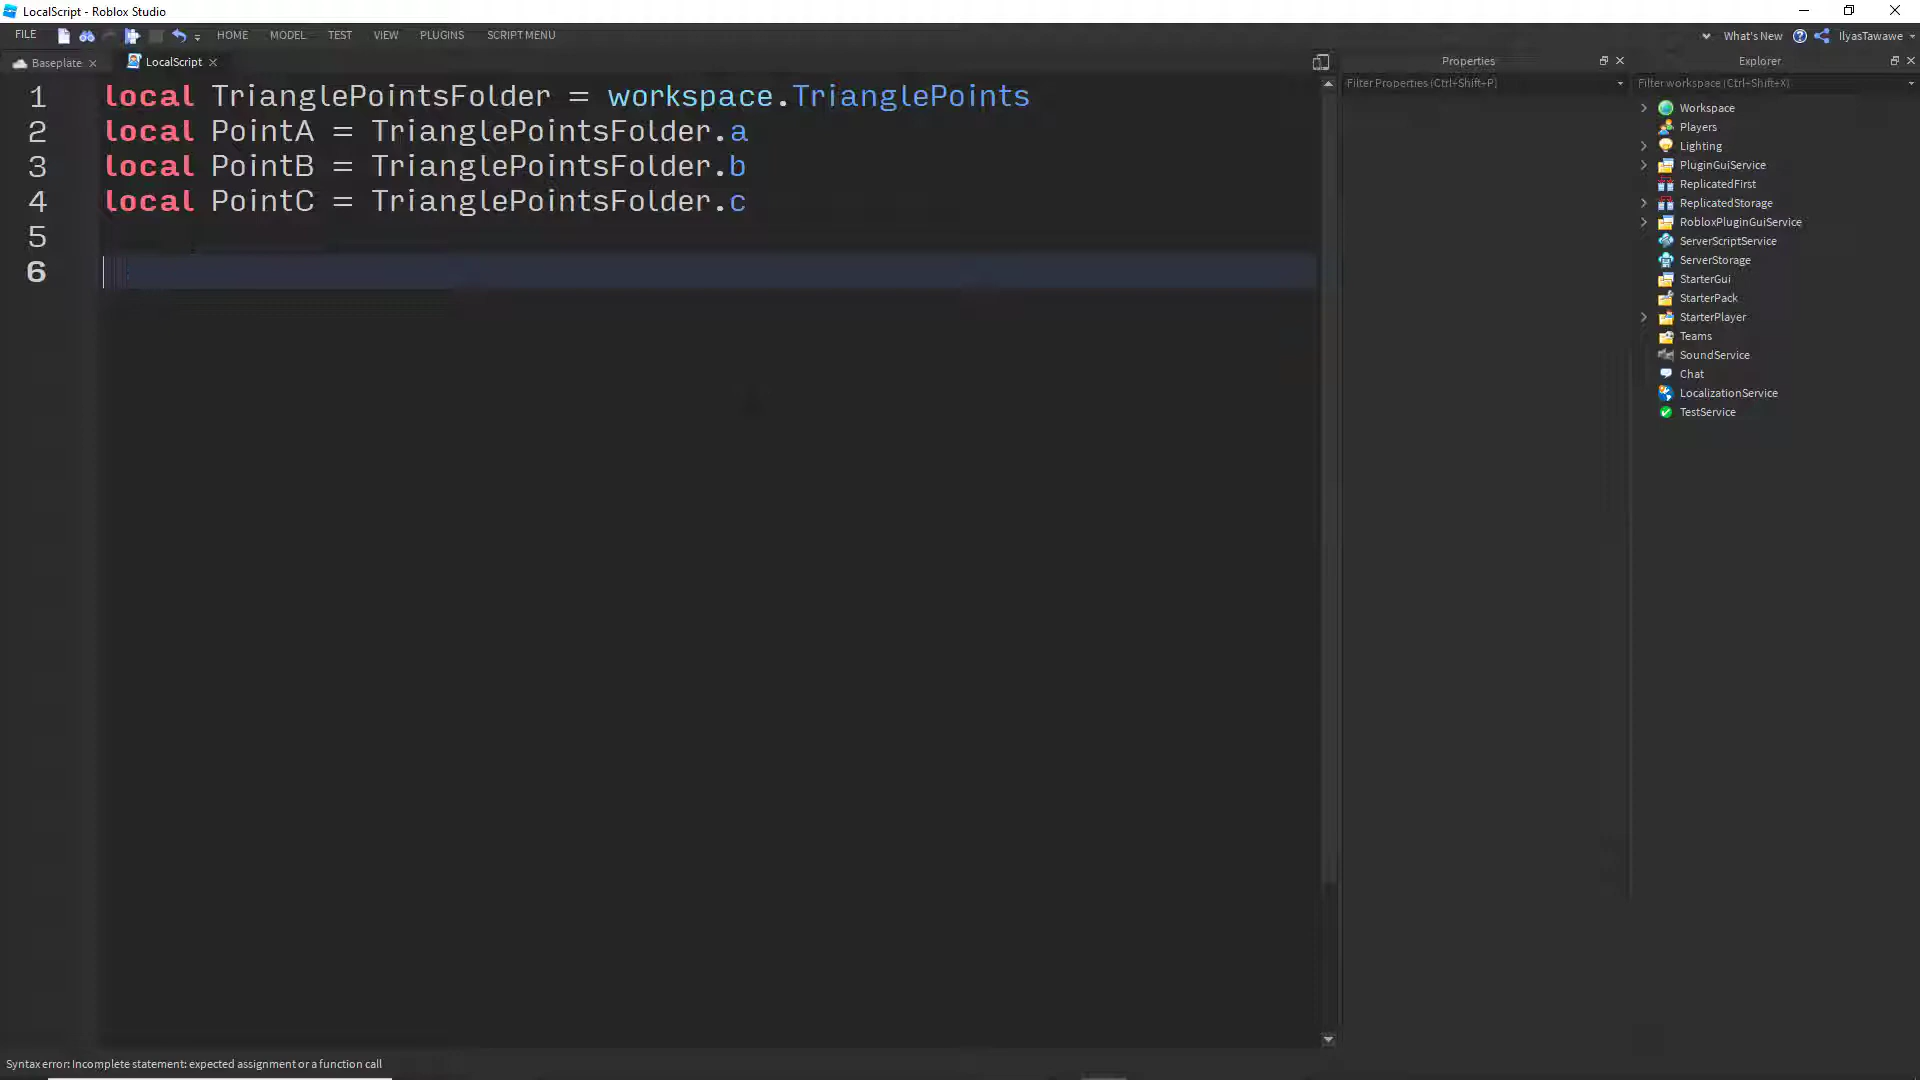 LocalScript - Roblox Studio
FILE HOME MODEL TEST VIEW PLUGINS SCRIPT MENU What's New IlyasTawawe
Baseplate LocalScript
Properties
Explorer
Filter Properties (Ctrl+Shift+P)
Filter workspace (Ctrl+Shift+X)
1 local TrianglePointsFolder = workspace.TrianglePoints
2 local PointA = TrianglePointsFolder.a
3 local PointB = TrianglePointsFolder.b
4 local PointC = TrianglePointsFolder.c
5
6
Workspace
Players
Lighting
PluginGuiService
ReplicatedFirst
ReplicatedStorage
RobloxPluginGuiService
ServerScriptService
ServerStorage
StarterGui
StarterPack
StarterPlayer
Teams
SoundService
Chat
LocalizationService
TestService
Syntax error: Incomplete statement: expected assignment or a function call